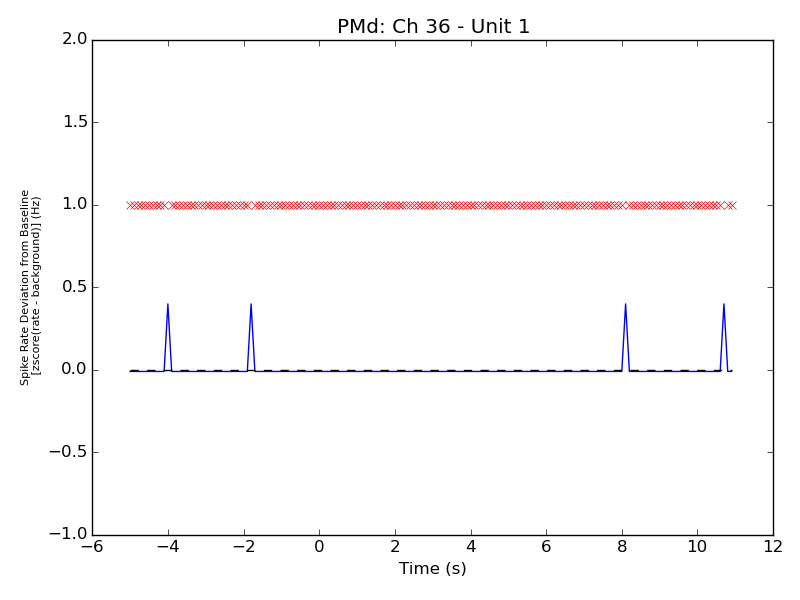 PMd: Ch 36 - Unit 1
2.0
1.5
1.0
0.5
0.0
−0.5
−1.0
Spike Rate Deviation from Baseline
[zscore(rate - background)] (Hz)
−6 −4 −2 0 2 4 6 8 10 12
Time (s)